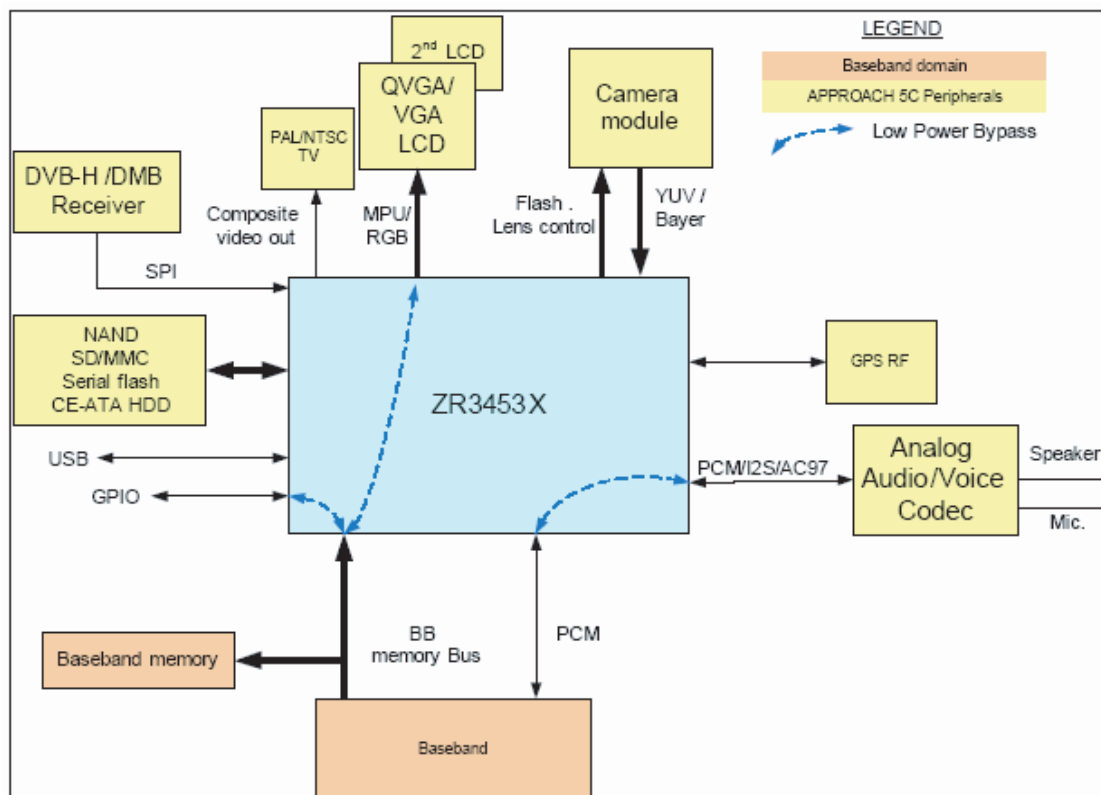 LEGEND
Baseband domain
APPROACH 5C Peripherals
Low Power Bypass
2nd LCD
QVGA/
VGA
LCD
PAL/NTSC
TV
Camera
module
DVB-H /DMB
Receiver
Composite
video out
MPU/
RGB
Flash .
Lens control
YUV /
Bayer
SPI
NAND
SD/MMC
Serial flash
CE-ATA HDD
ZR3453X
GPS RF
USB
GPIO
PCM/I2S/AC97
Analog
Audio/Voice
Codec
Speaker
Mic.
Baseband memory
BB
memory Bus
PCM
Baseband